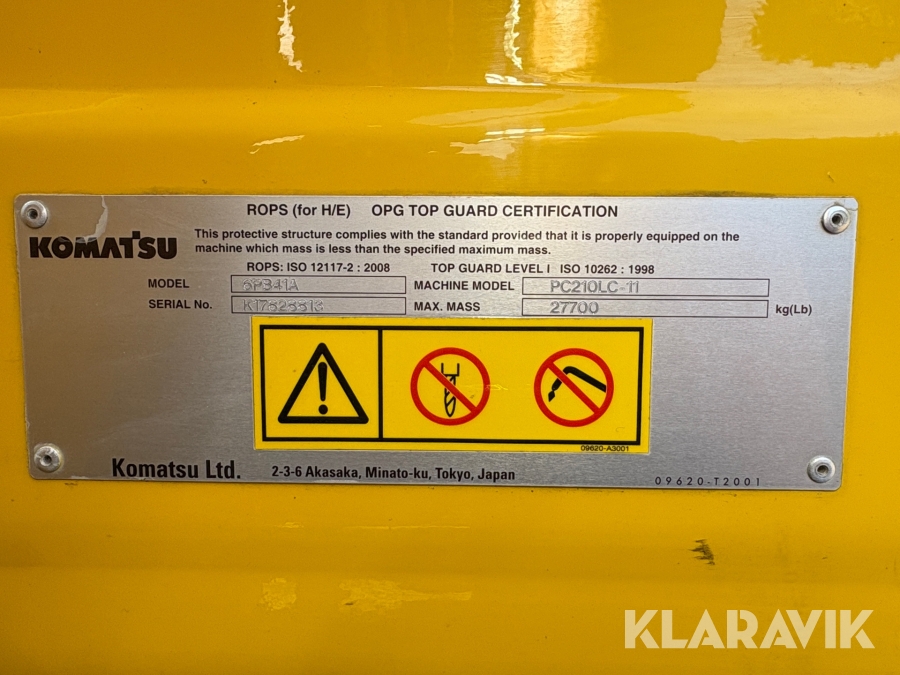 ROPS (for H/E) OPG TOP GUARD CERTIFICATION
KOMATSU
This protective structure complies with the standard provided that it is properly equipped on the
machine which mass is less than the specified maximum mass.
ROPS: ISO 12117-2 : 2008 TOP GUARD LEVEL I ISO 10262 : 1998
MODEL MACHINE MODEL PC210LC-11
SERIAL No. MAX. MASS 27700 kg(Lb)
09620-A3001
Komatsu Ltd. 2-3-6 Akasaka, Minato-ku, Tokyo, Japan
09620-T2001
KLARAVIK